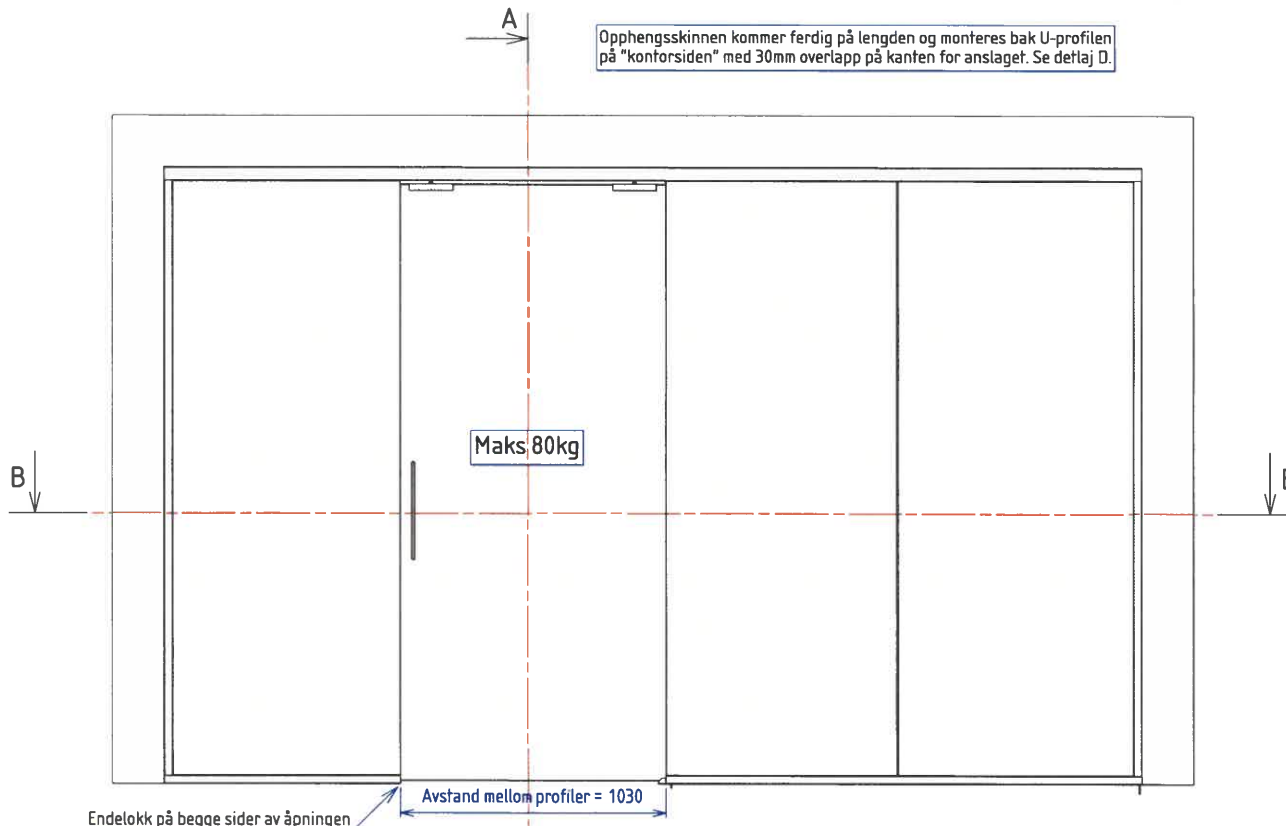 A
Opphengsskinnen kommer ferdig på lengden og monteres bak U-profilen
på "kontorsiden" med 30mm overlapp på kanten for anslaget. Se detlaj D.
Maks 80kg
B
B
Avstand mellom profiler = 1030
Endelokk på begge sider av åpningen